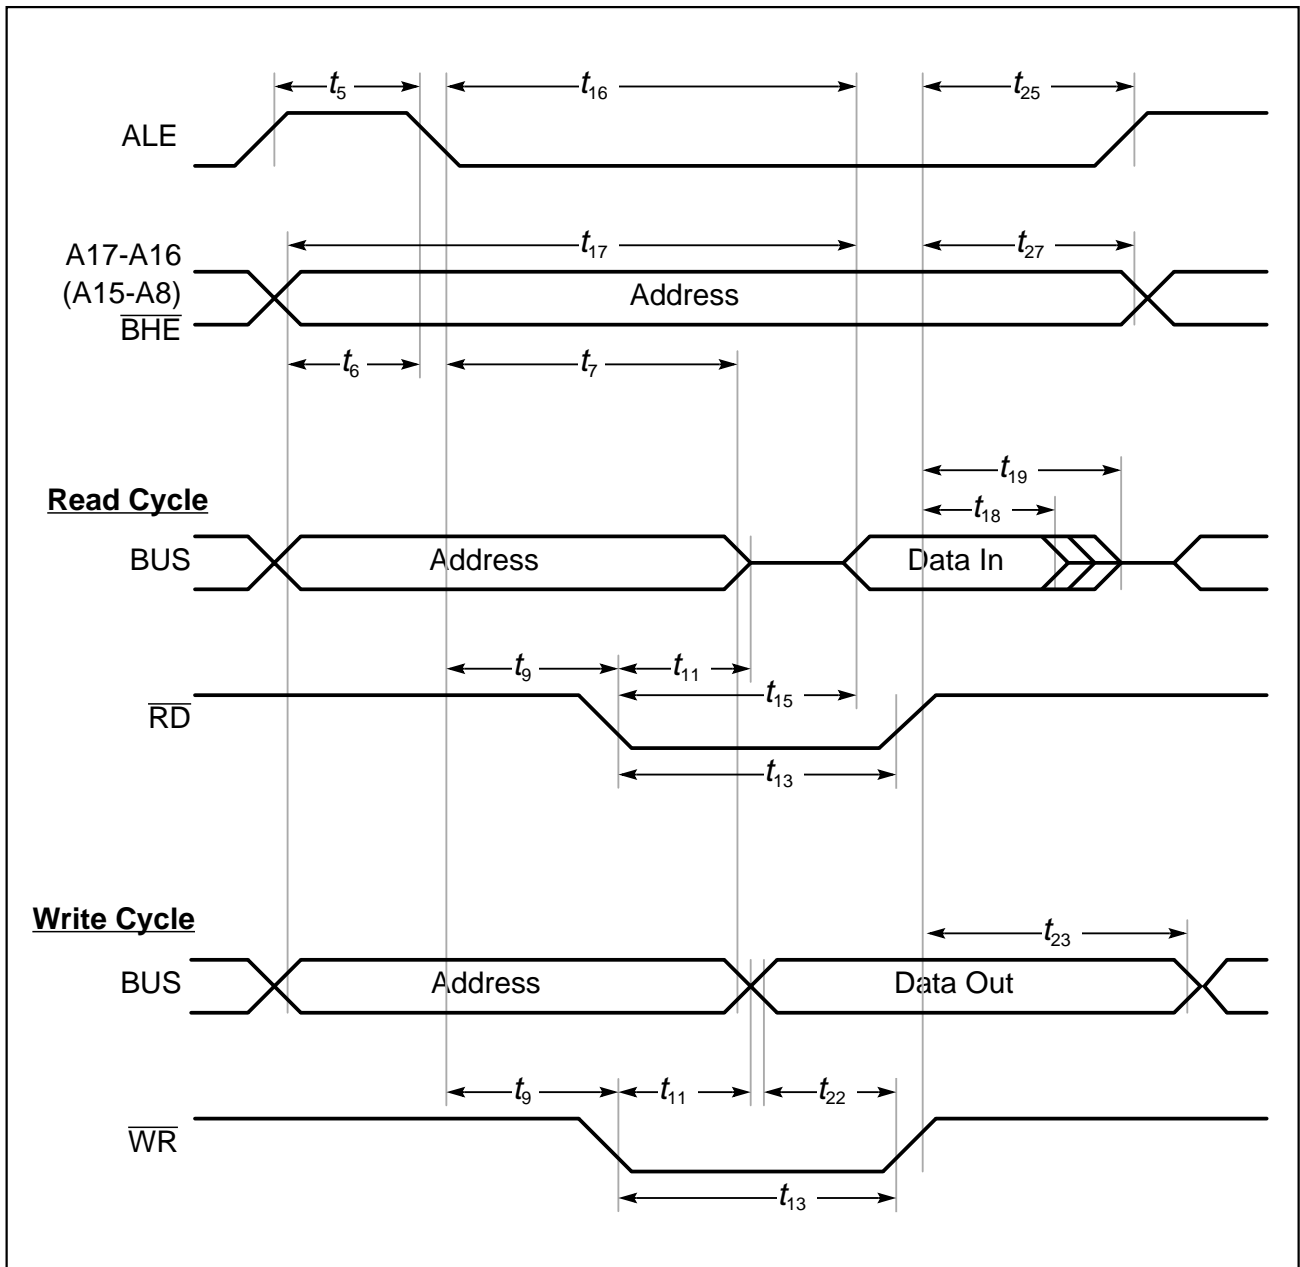 t5 t16 t25
ALE
A17-A16
(A15-A8)
BHE
t17 t27
Address
t6 t7
t19
Read Cycle
t18
BUS Address Data In
t9 t11
t15
RD
t13
Write Cycle
t23
BUS Address Data Out
t9 t11 t22
WR
t13